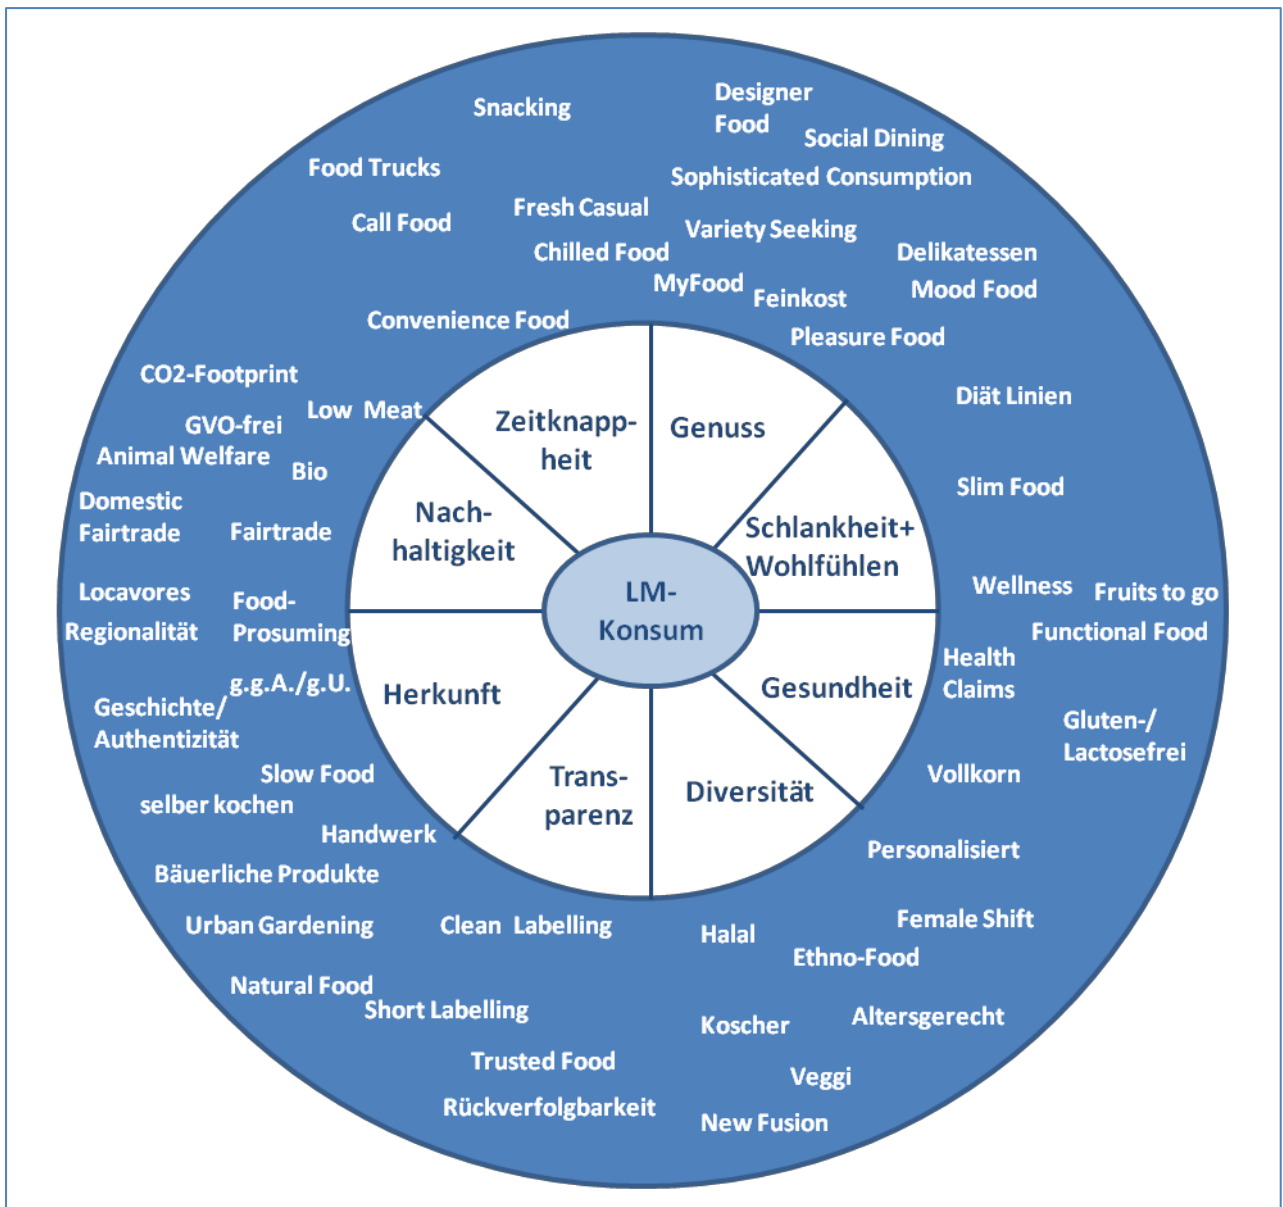 Snacking
Designer
Food
Social Dining
Food Trucks
Sophisticated Consumption
Fresh Casual
Call Food
Variety Seeking
Chilled Food
Delikatessen
MyFood
Feinkost
Mood Food
Convenience Food
Pleasure Food
CO2-Footprint
Diät Linien
Low Meat
GVO-frei
Animal Welfare
Bio
Slim Food
Domestic
Fairtrade
Fairtrade
Zeitknapp-
heit
Genuss
Nach-
haltigkeit
Schlankheit+
Wohlfühlen
LM-
Konsum
Locavores
Regionalität
Food-
Prosuming
Wellness
Fruits to go
Functional Food
Health
Claims
g.g.A./g.U.
Herkunft
Gesundheit
Geschichte/
Authentizität
Gluten-/
Lactosefrei
Slow Food
Trans-
parenz
Diversität
Vollkorn
selber kochen
Handwerk
Personalisiert
Bäuerliche Produkte
Urban Gardening
Clean Labelling
Halal
Female Shift
Ethno-Food
Natural Food
Short Labelling
Koscher
Altersgerecht
Trusted Food
Veggi
Rückverfolgbarkeit
New Fusion